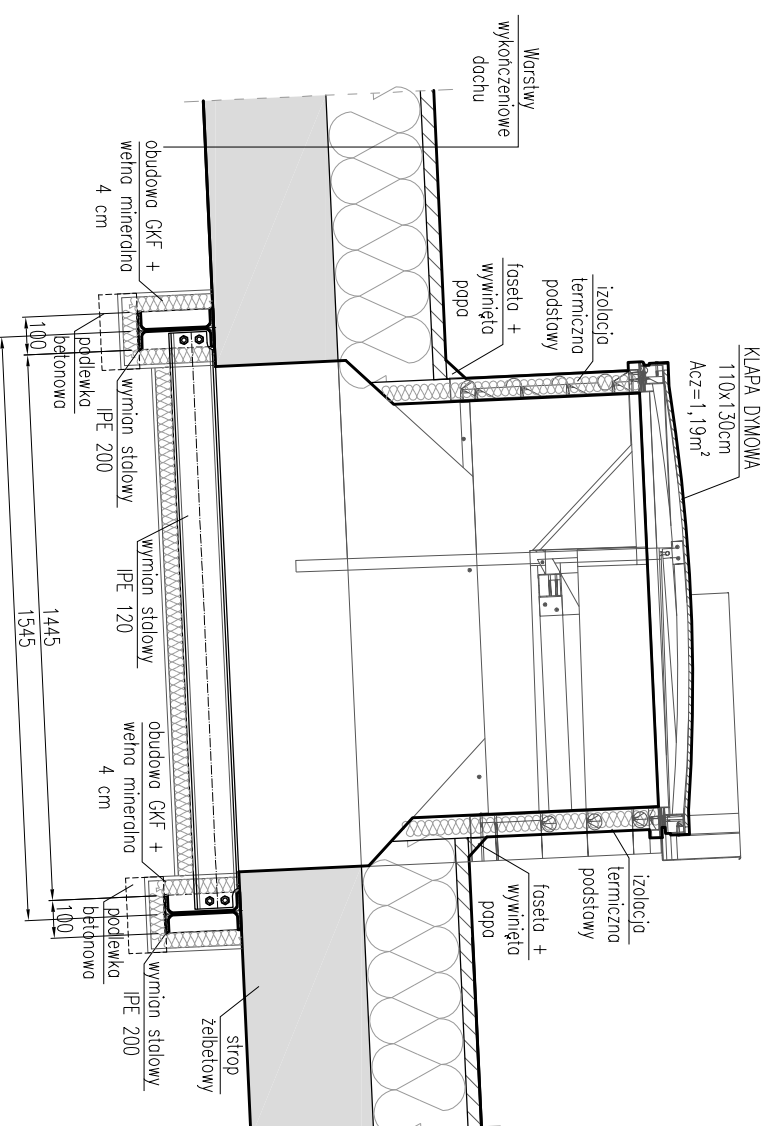 Warstwy
wykończeniowe
dachu
obudowa GKF +
wełna mineralna
4 cm
faseta +
wywinięta
papa
izolacja
termiczna
podstawy
KLAPA DYMOWA
110x130cm
Acz=1,19m²
100
podlewka
betonowa
wymian stalowy
IPE 200
wymian stalowy
IPE 120
1445
1545
obudowa GKF +
wełna mineralna
4 cm
100
podlewka
betonowa
wymian stalowy
IPE 200
strop
żelbetowy
faseta +
wywinięta
papa
izolacja
termiczna
podstawy